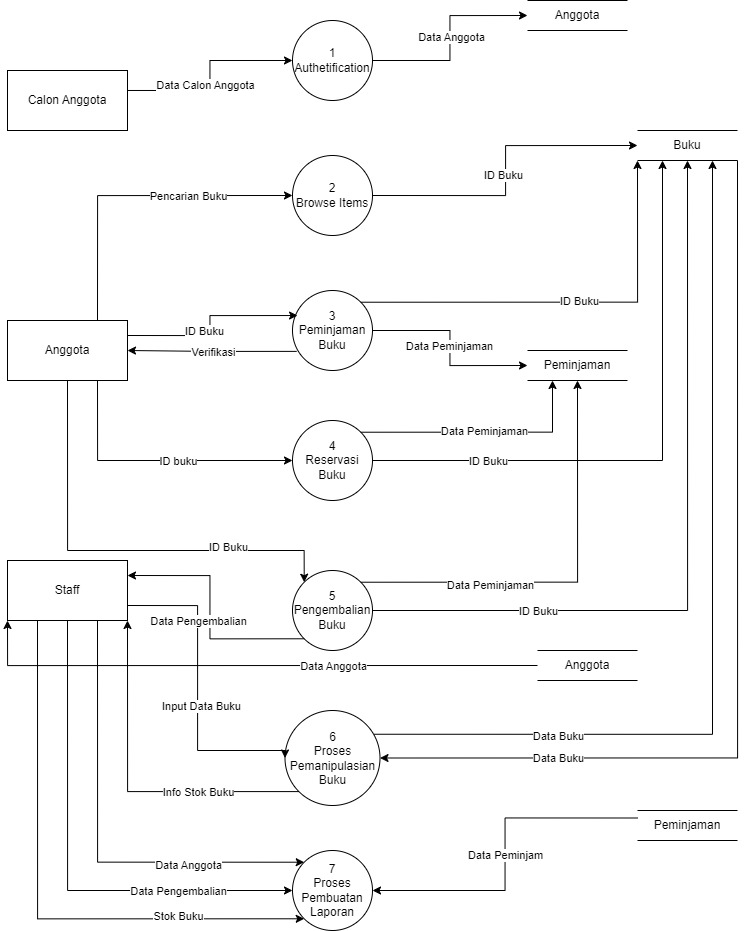 Anggota
Data Anggota
1
Authetification
Data Calon Anggota
Calon Anggota
Buku
ID Buku
2
Browse Items
Pencarian Buku
ID Buku
3
Peminjaman
Buku
ID Buku
Verifikasi
Anggota
Data Peminjaman
Peminjaman
4
Reservasi
Buku
Data Peminjaman
ID buku
ID Buku
ID Buku
Staff
5
Pengembalian
Buku
Data Peminjaman
ID Buku
Data Pengembalian
Data Anggota
Anggota
Input Data Buku
6
Proses
Pemanipulasian
Buku
Data Buku
Data Buku
Info Stok Buku
Peminjaman
Data Peminjam
7
Proses
Pembuatan
Laporan
Data Anggota
Data Pengembalian
Stok Buku